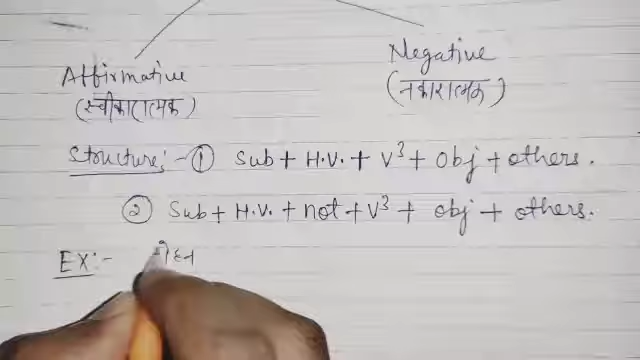 Affirmative Negative
(स्वीकारात्मक) (नकारात्मक)
Structure:- ① Sub + H.V. + V³ + Obj + others.
② Sub + H.V. + not + V³ + obj + others.
EX:-